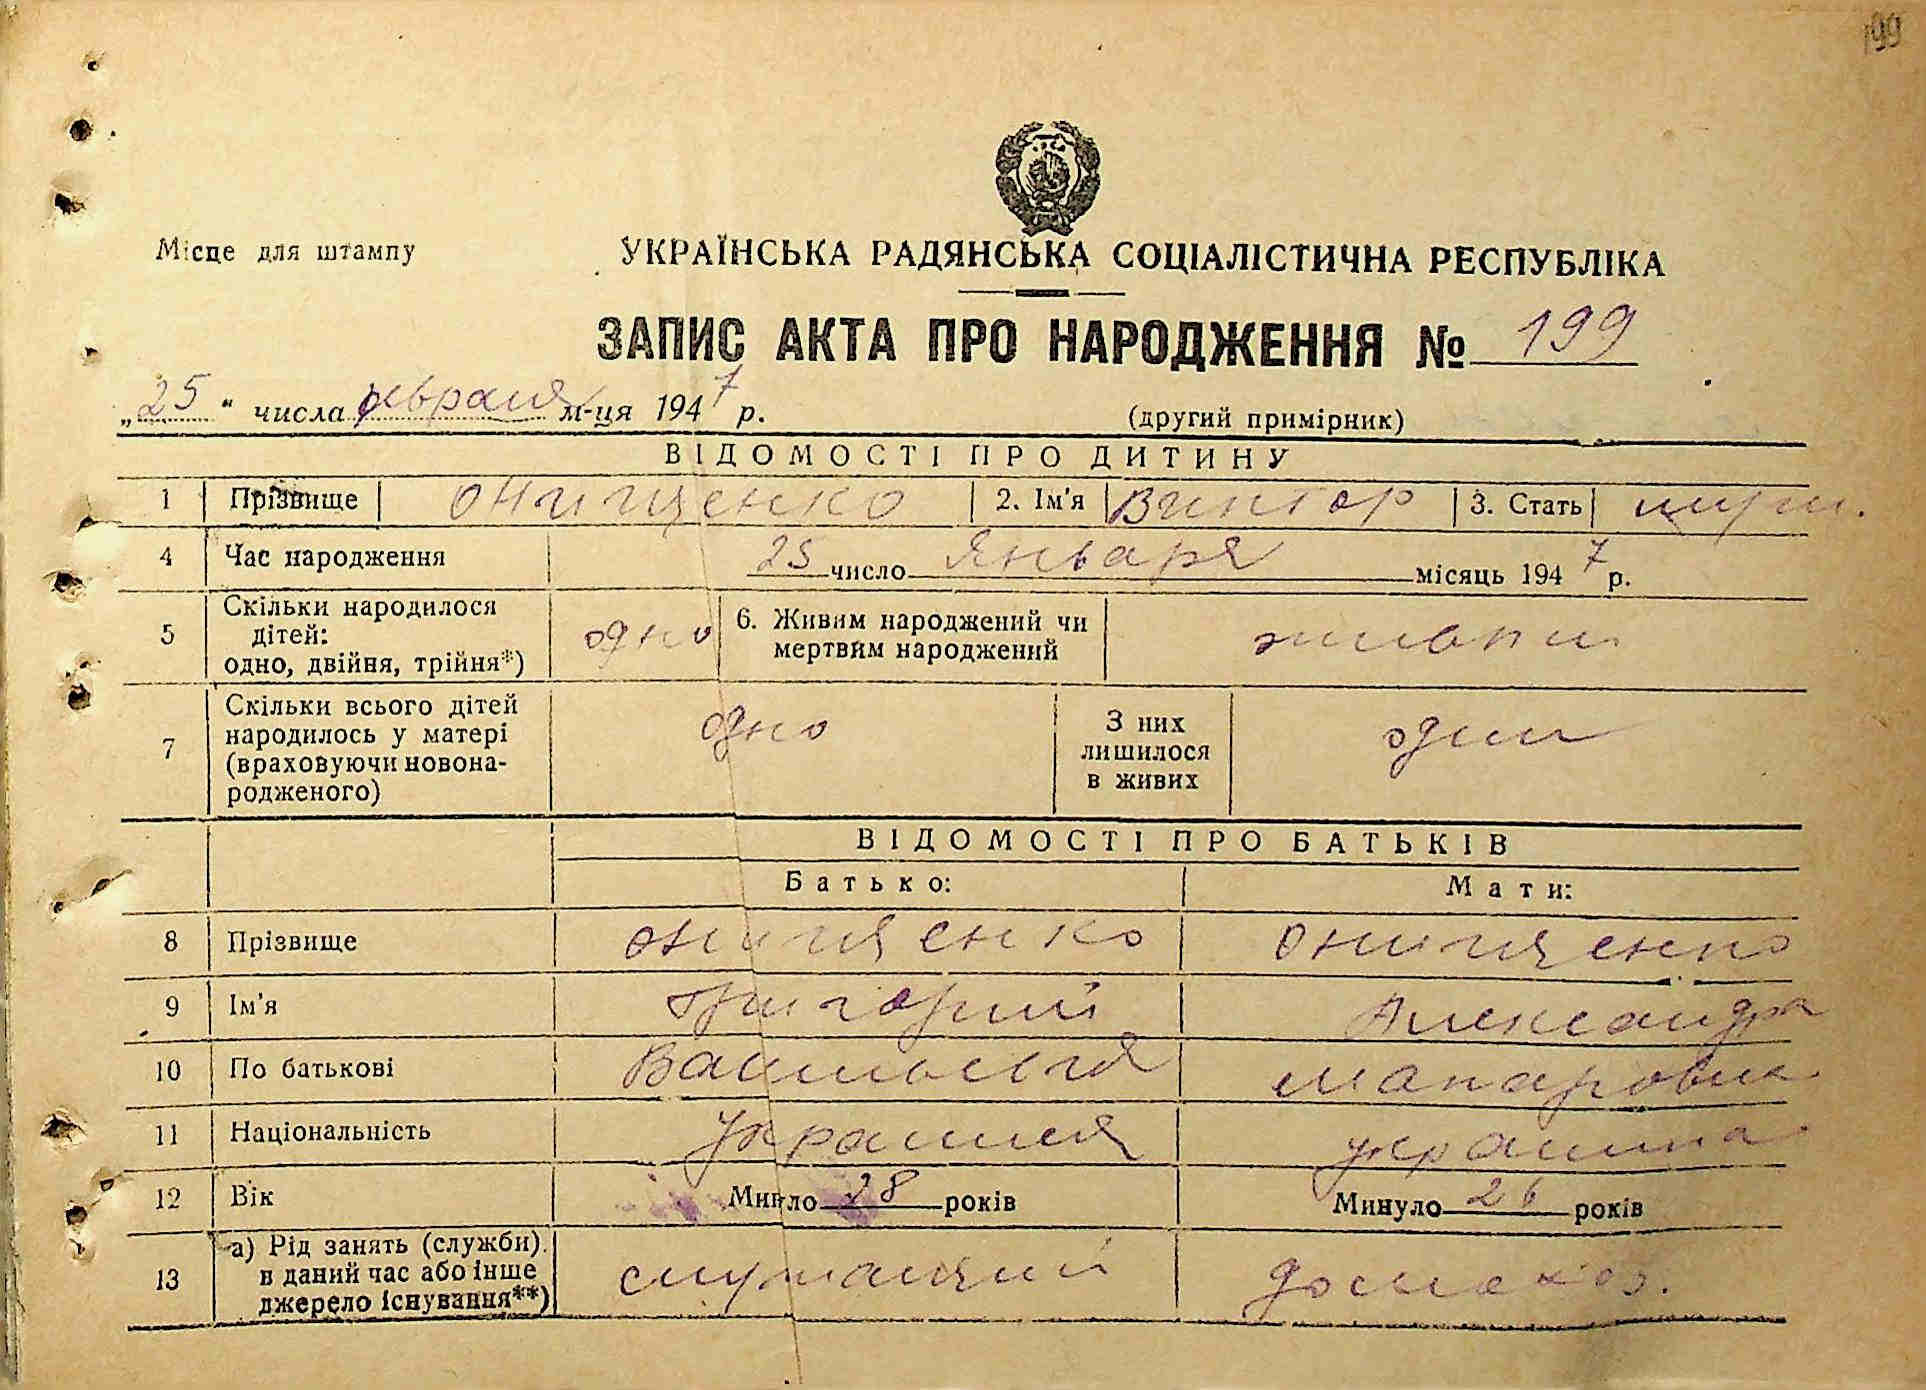 199
Місце для штампу
УКРАЇНСЬКА РАДЯНСЬКА СОЦІАЛІСТИЧНА РЕСПУБЛІКА
ЗАПИС АКТА ПРО НАРОДЖЕННЯ № 199
„25“ числа февраля м-ця 1947 р. (другий примірник)
ВІДОМОСТІ ПРО ДИТИНУ
1 Прізвище Онищенко 2. Ім'я Виктор 3. Стать муж.
4 Час народження 25 число Января місяць 1947 р.
5 Скільки народилося дітей: одно, двійня, трійня*) одно 6. Живим народжений чи мертвим народжений живым
7 Скільки всього дітей народилось у матері (враховуючи новонародженого) одно З них лишилося в живих один
ВІДОМОСТІ ПРО БАТЬКІВ
Батько: Мати:
8 Прізвище Онищенко Онищенко
9 Ім'я Григорий Александра
10 По батькові Макаровна
11 Національність украинка
12 Вік Минуло 28 років Минуло 26 років
13 а) Рід занять (служби) в даний час або інше джерело існування**) служащий домохоз.